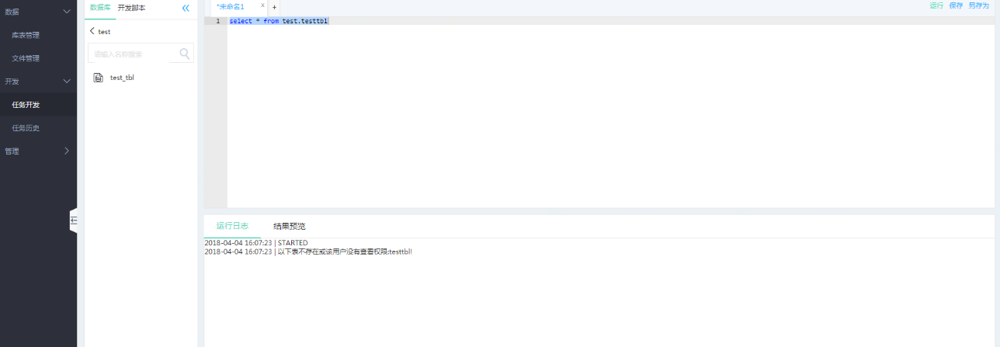 数据
库表管理
文件管理
开发
任务开发
任务历史
管理
数据库 开发脚本
test
请输入名称搜索
test_tbl
*未命名1 x +
运行 保存 另存为
1 select * from test.testtbl
运行日志 结果预览
2018-04-04 16:07:23 | STARTED
2018-04-04 16:07:23 | 以下表不存在或该用户没有查看权限:testtbl!